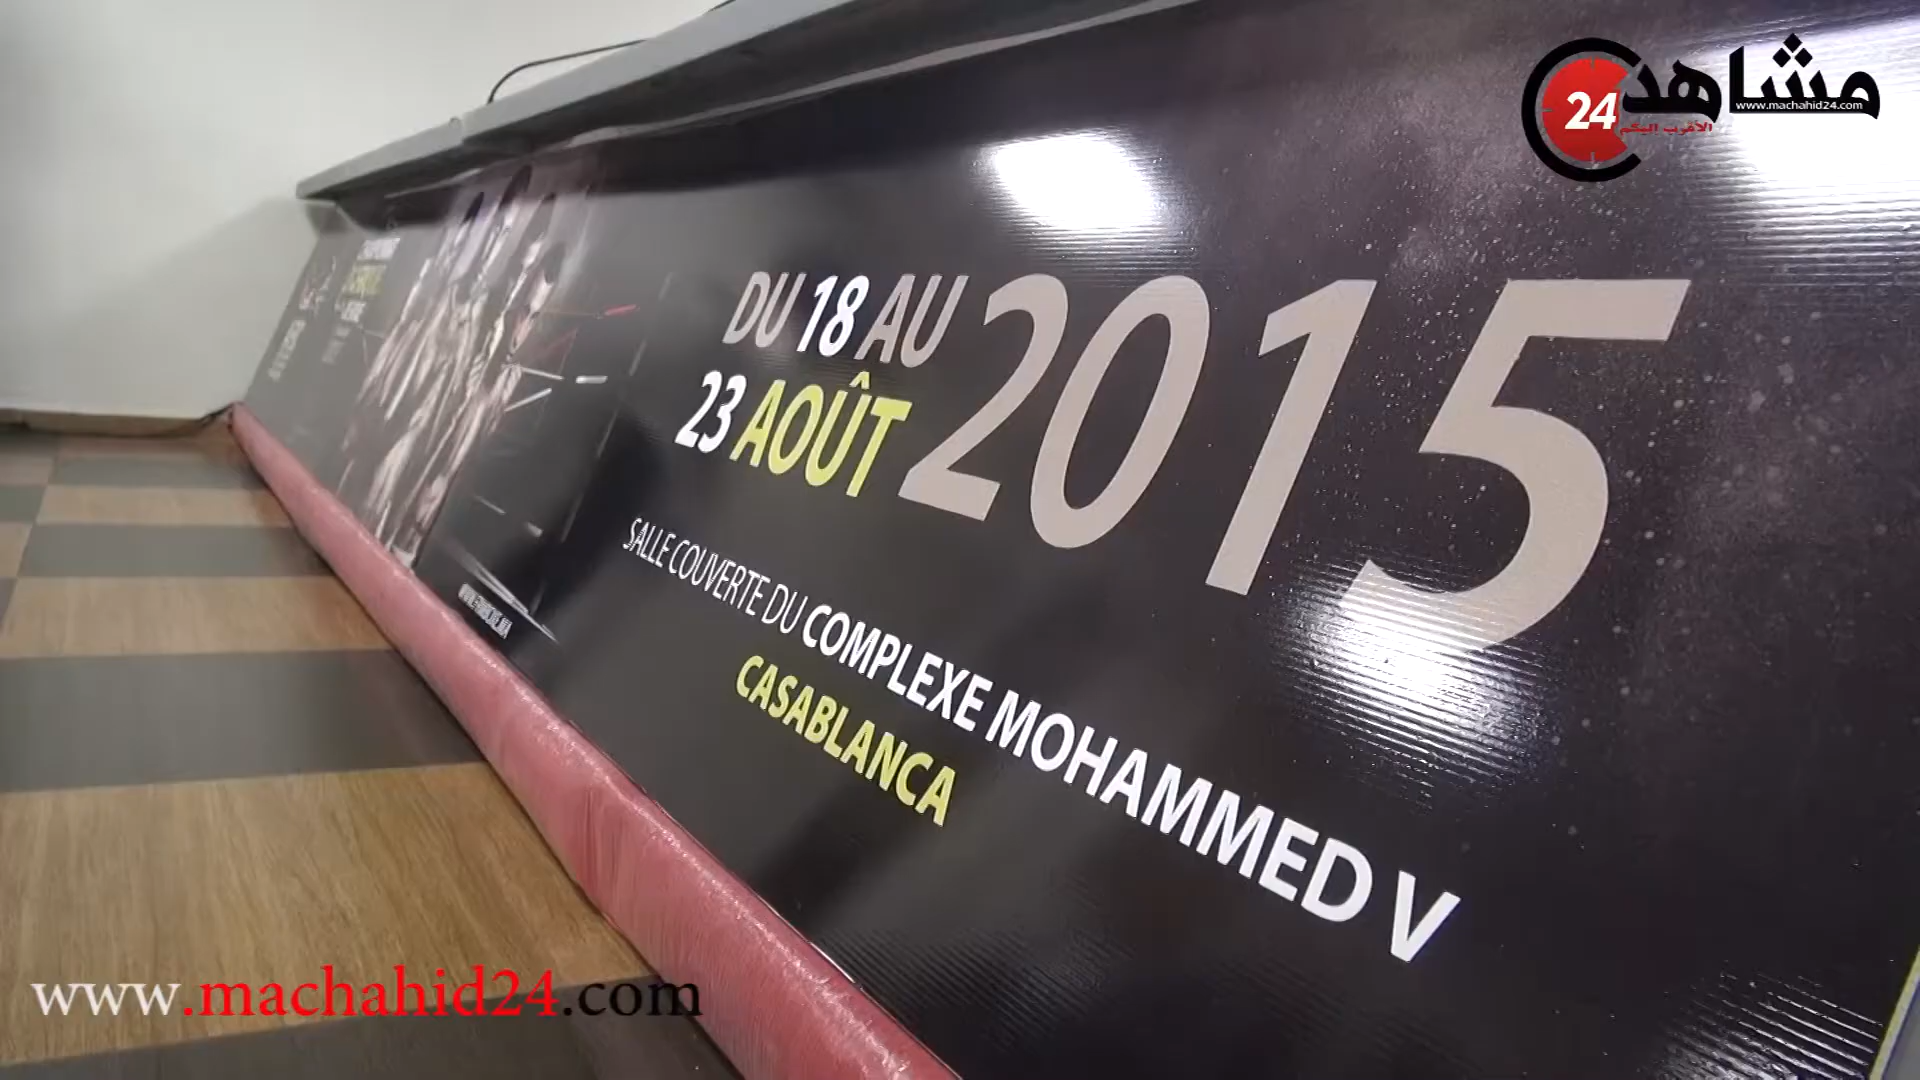 مشاهد
24
www.machahid24.com
الأقرب إليكم
DU 18 AU
23 AOÛT
2015
SALLE COUVERTE DU COMPLEXE MOHAMMED V
CASABLANCA
www.machahid24.com